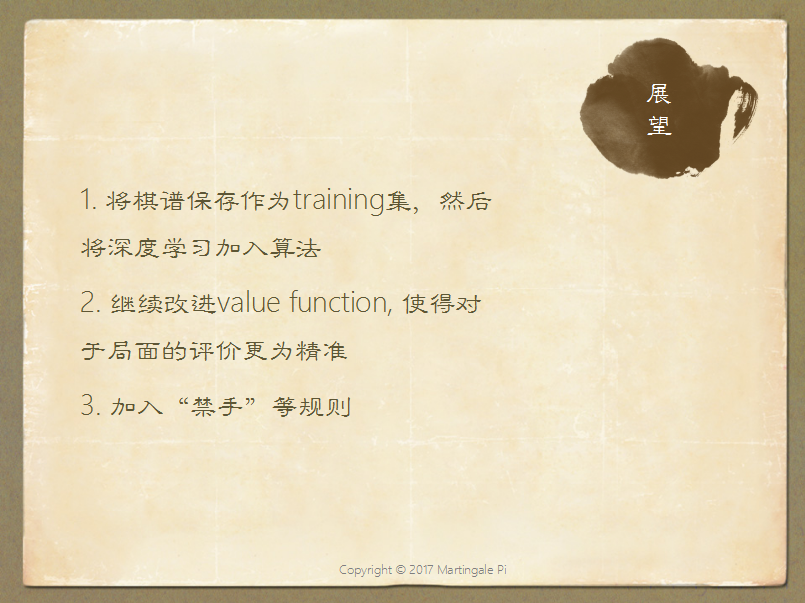 展
望
1. 将棋谱保存作为training集，然后
将深度学习加入算法
2. 继续改进value function, 使得对
于局面的评价更为精准
3. 加入“禁手”等规则
Copyright © 2017 Martingale Pi